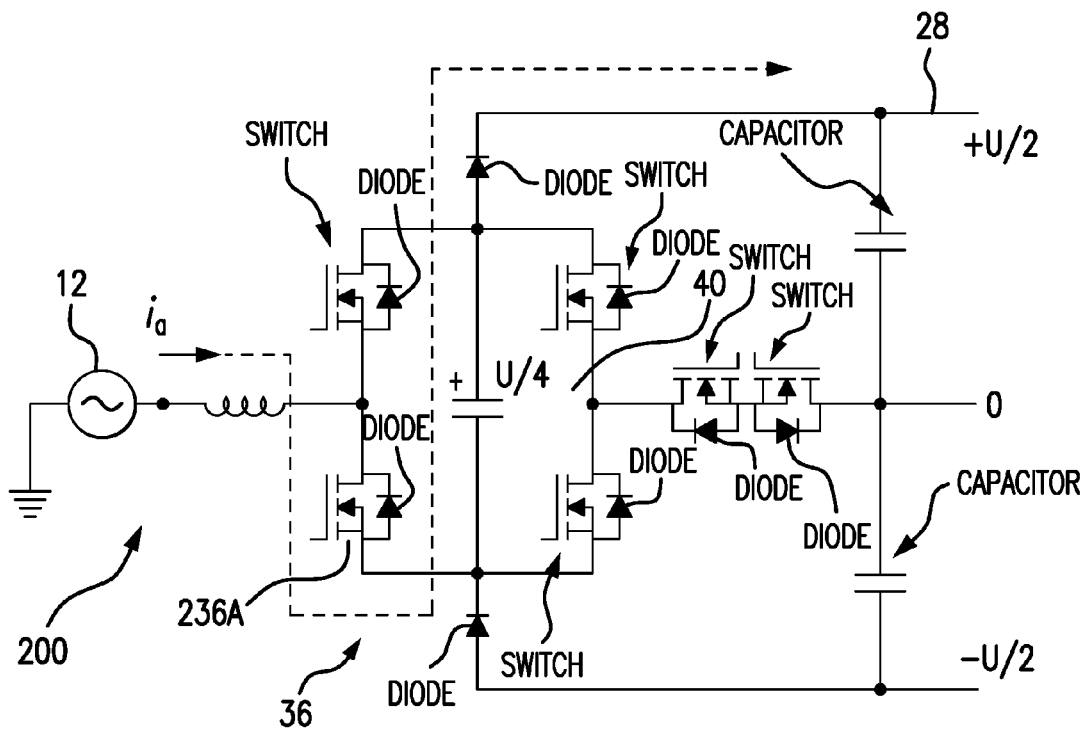 28
SWITCH
CAPACITOR
+U/2
DIODE
DIODE
SWITCH
DIODE
SWITCH
40
SWITCH
12
ia
+
U/4
0
DIODE
DIODE
DIODE
DIODE
CAPACITOR
236A
200
36
DIODE
SWITCH
-U/2